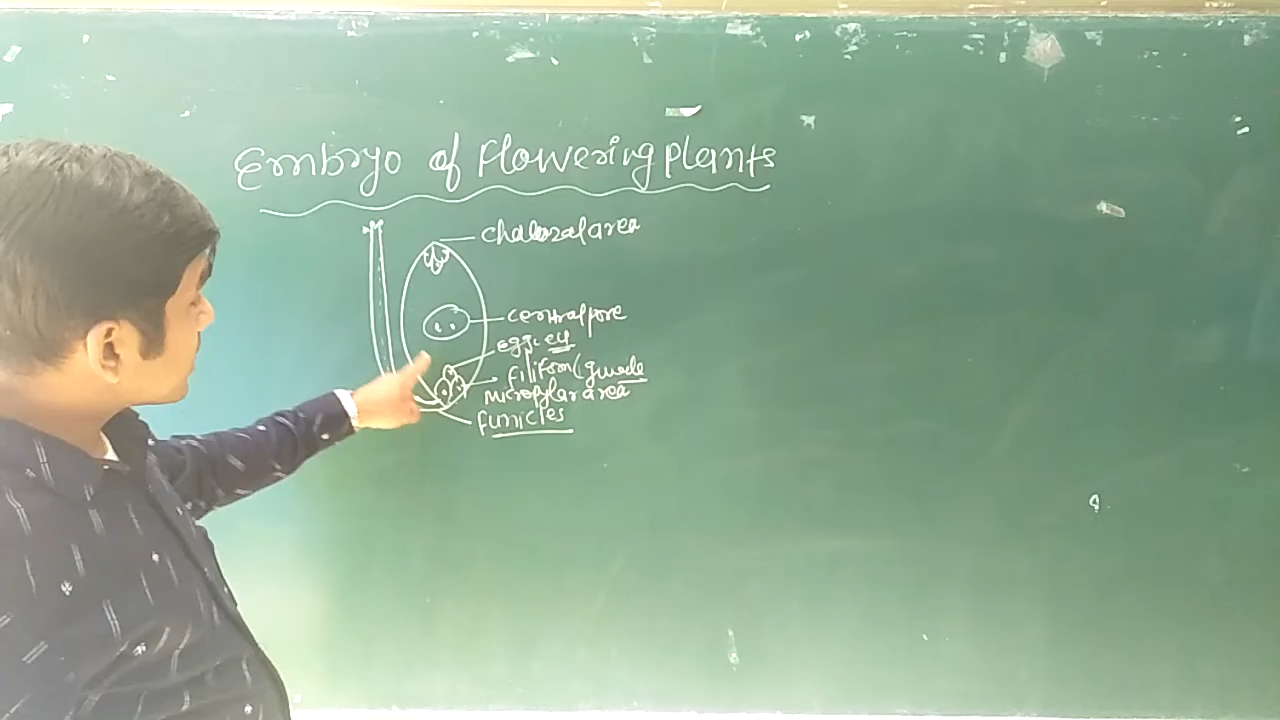 Embryo of Flowering Plants
chalazal area
central pore
egg cell
filiform (guide
micropylar area
funicles